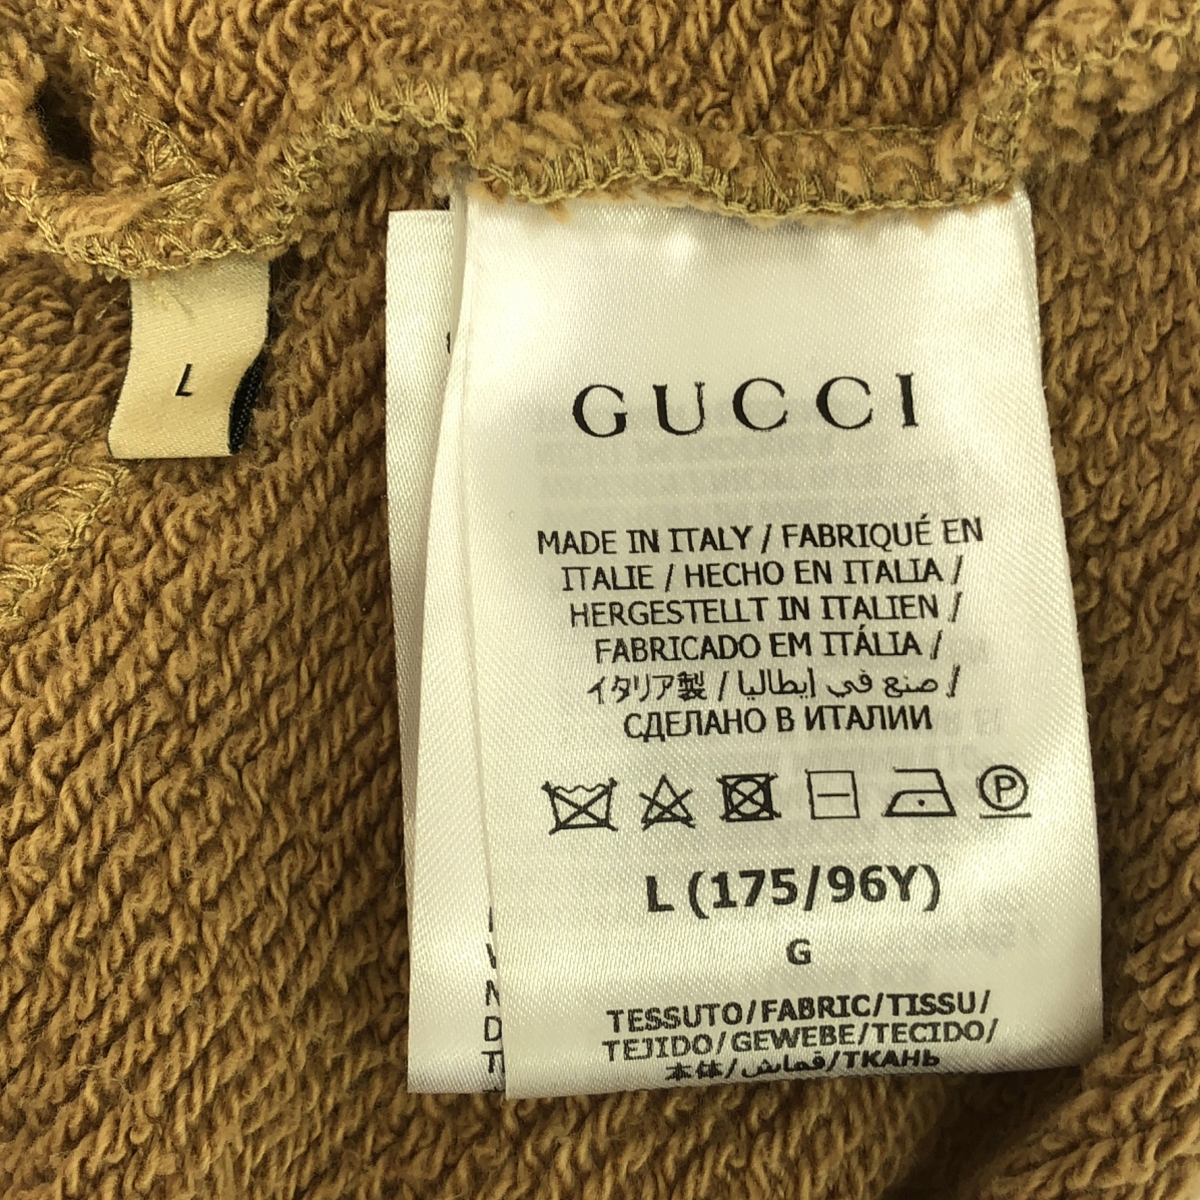 L
GUCCI
MADE IN ITALY / FABRIQUÉ EN
ITALIE / HECHO EN ITALIA /
HERGESTELLT IN ITALIEN /
FABRICADO EM ITÁLIA /
イタリア製 / صنع في إيطاليا /
СДЕЛАНО В ИТАЛИИ
P
L (175/96Y)
G
TESSUTO/FABRIC/TISSU/
TEJIDO/GEWEBE/TECIDO/
本体/قماش/ТКАНЬ